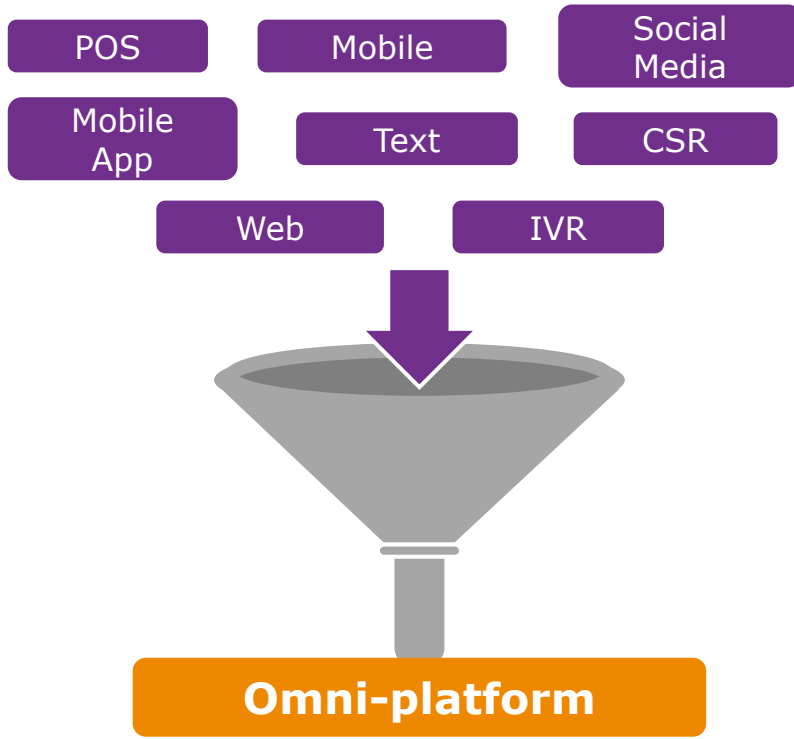 POS
Mobile
Social
Media
Mobile
App
Text
CSR
Web
IVR
Omni-platform